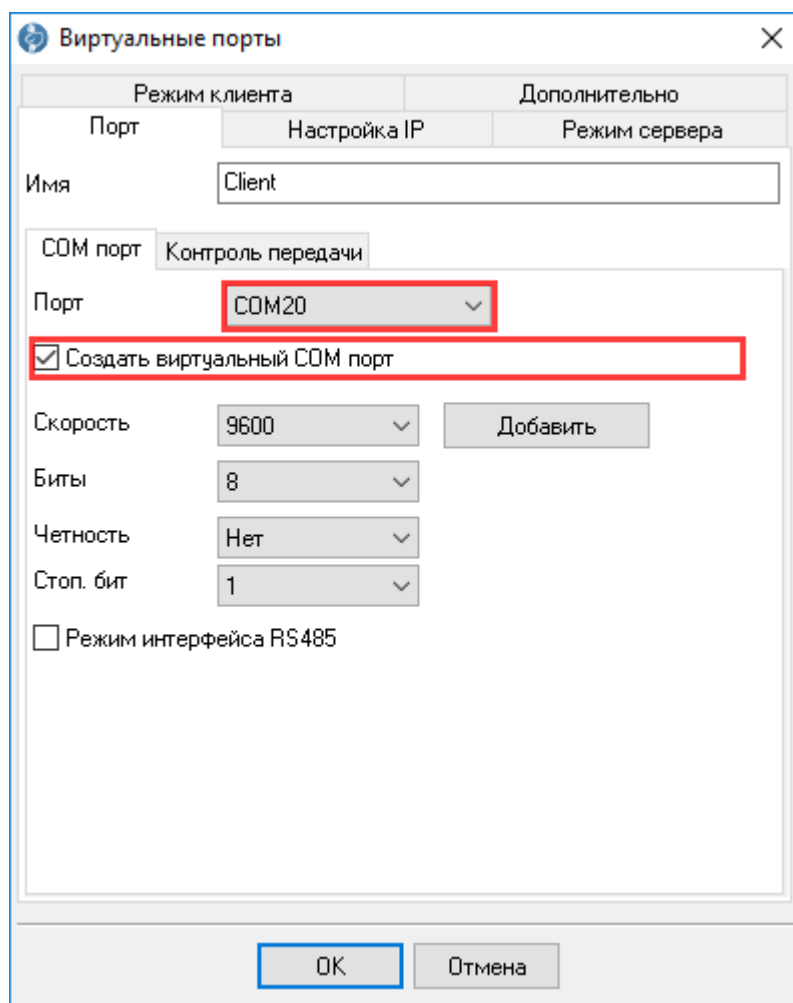 Виртуальные порты
Режим клиента Дополнительно
Порт Настройка IP Режим сервера
Имя Client
COM порт Контроль передачи
Порт COM20
Создать виртуальный COM порт
Скорость 9600 Добавить
Биты 8
Четность Нет
Стоп. бит 1
Режим интерфейса RS485
OK Отмена